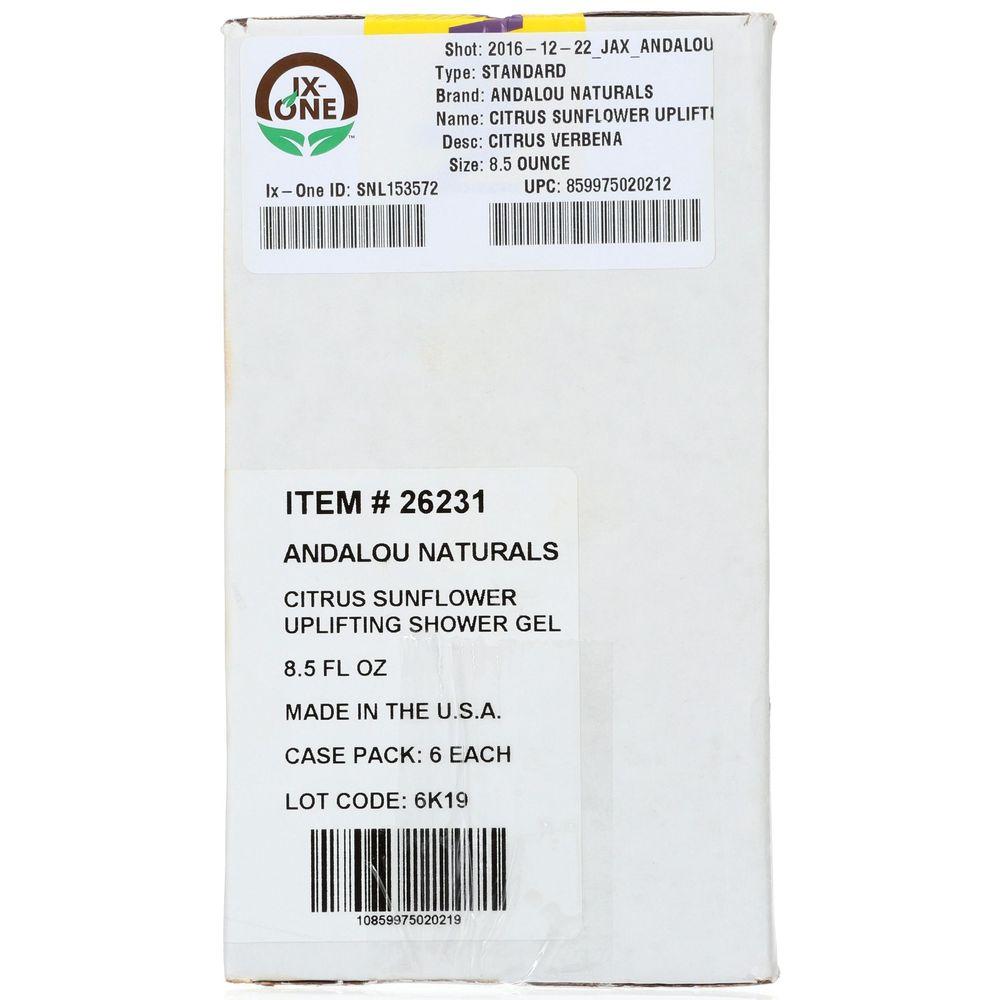 IX-
ONE
™
Shot: 2016-12-22_JAX_ANDALOU
Type: STANDARD
Brand: ANDALOU NATURALS
Name: CITRUS SUNFLOWER UPLIFTI
Desc: CITRUS VERBENA
Size: 8.5 OUNCE
Ix-One ID: SNL153572
UPC: 859975020212
ITEM # 26231
ANDALOU NATURALS
CITRUS SUNFLOWER
UPLIFTING SHOWER GEL
8.5 FL OZ
MADE IN THE U.S.A.
CASE PACK: 6 EACH
LOT CODE: 6K19
10859975020219